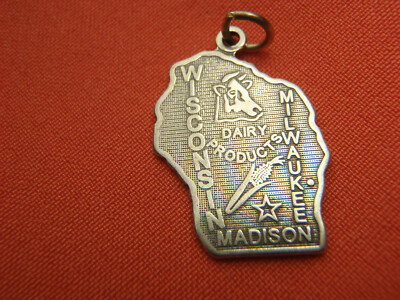 WISCONSIN
DAIRY
PRODUCTS
MILWAUKEE
MADISON